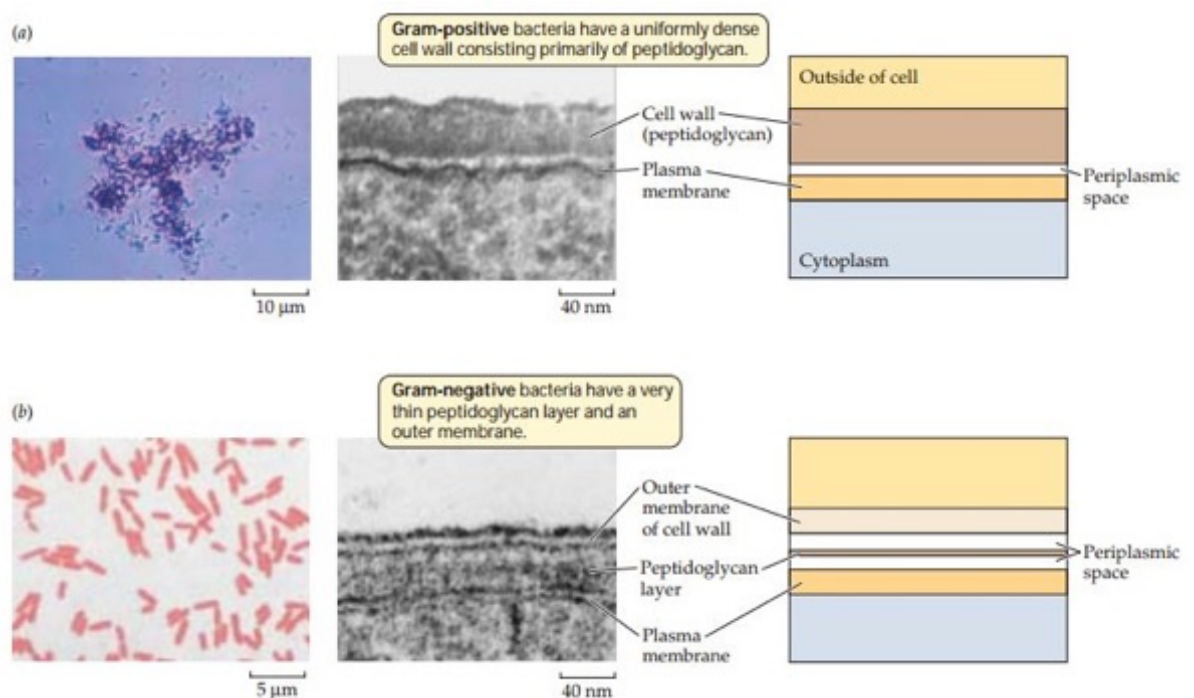 (a)
Gram-positive bacteria have a uniformly dense
cell wall consisting primarily of peptidoglycan.
Outside of cell
Cell wall
(peptidoglycan)
Plasma
membrane
Periplasmic
space
Cytoplasm
10 µm
40 nm
(b)
Gram-negative bacteria have a very
thin peptidoglycan layer and an
outer membrane.
Outer
membrane
of cell wall
Peptidoglycan
layer
Periplasmic
space
Plasma
membrane
5 µm
40 nm